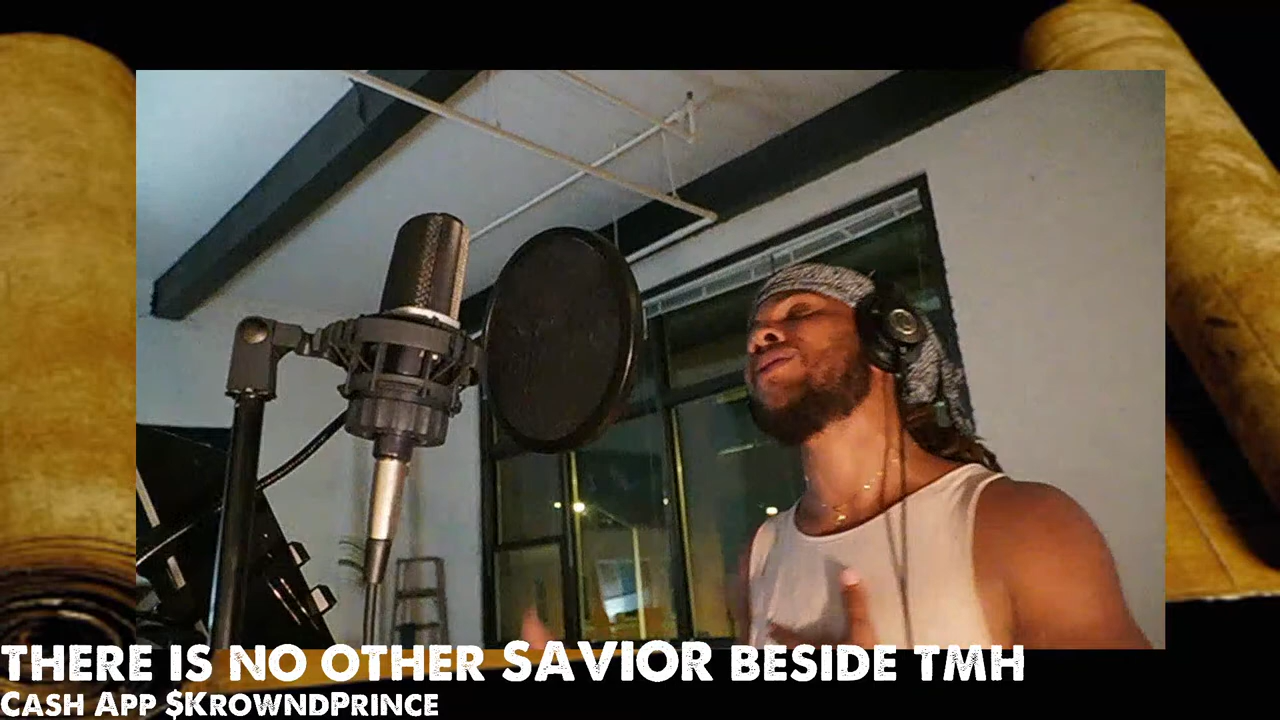 THERE IS NO OTHER SAVIOR BESIDE TMH
CASH APP $KROWNDPRINCE